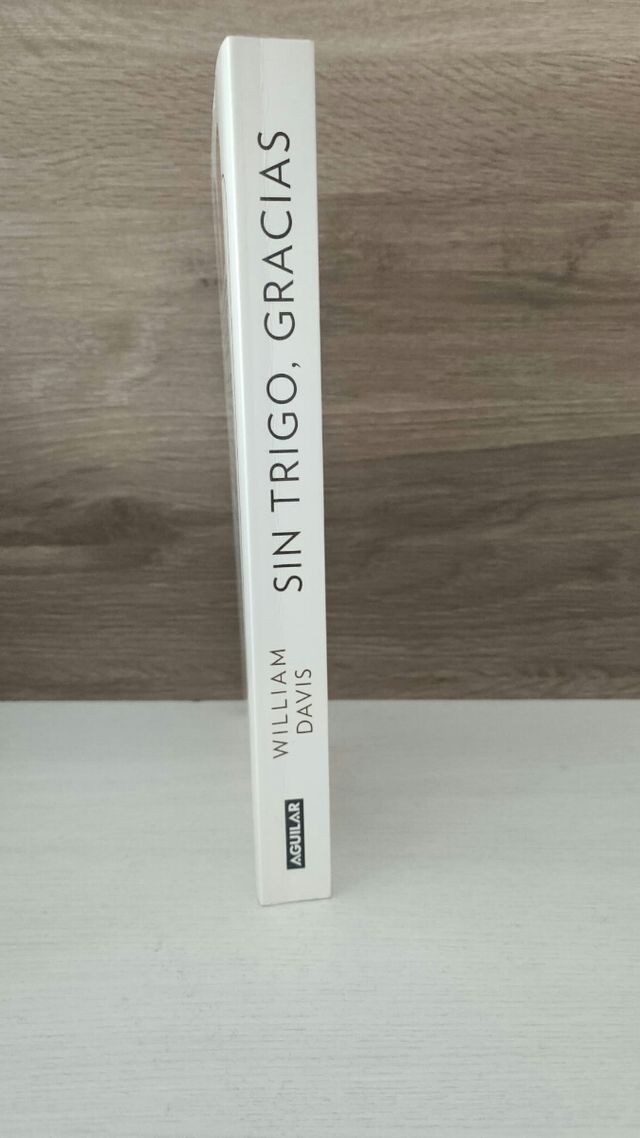 SIN TRIGO, GRACIAS
WILLIAM
DAVIS
AGUILAR